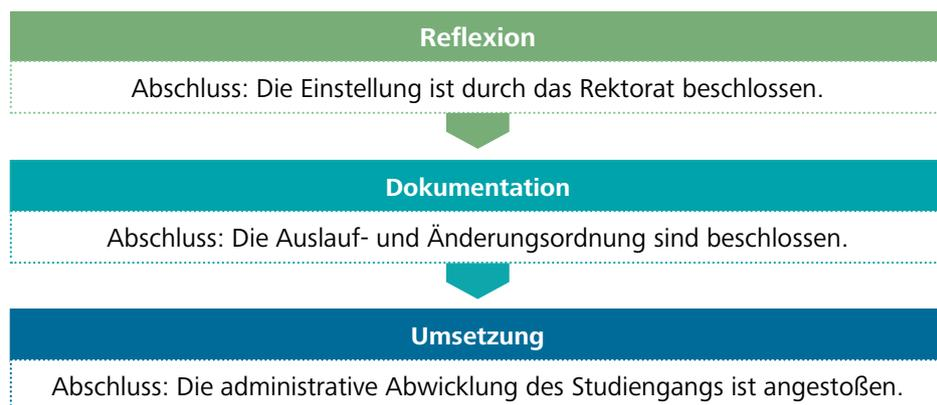 Reflexion
Abschluss: Die Einstellung ist durch das Rektorat beschlossen.
Dokumentation
Abschluss: Die Auslauf- und Änderungsordnung sind beschlossen.
Umsetzung
Abschluss: Die administrative Abwicklung des Studiengangs ist angestoßen.